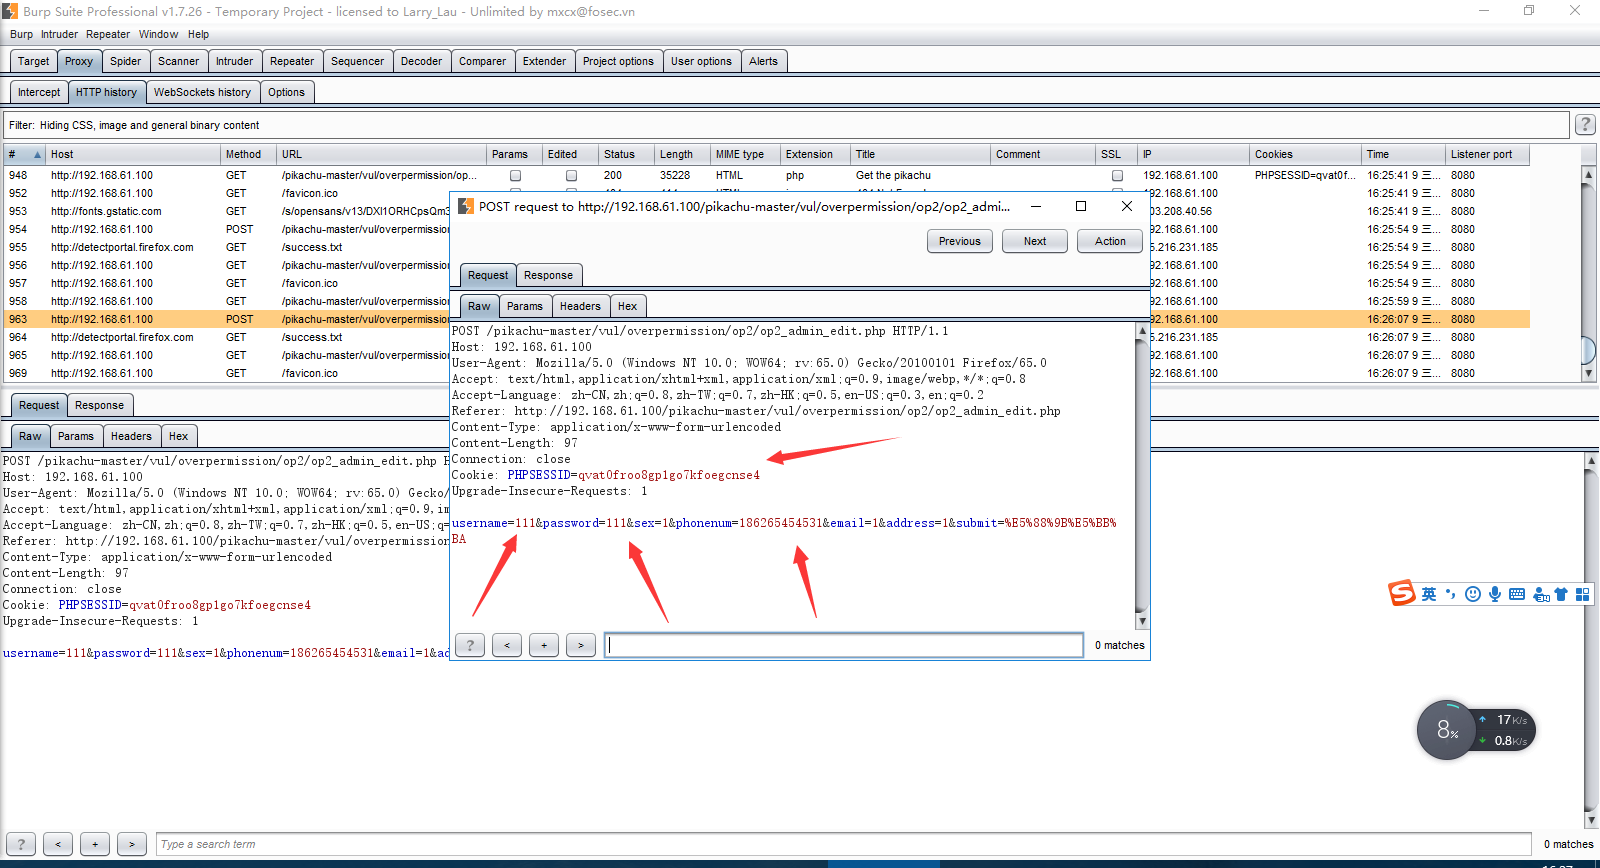 Burp Suite Professional v1.7.26 - Temporary Project - licensed to Larry_Lau - Unlimited by mxcx@fosec.vn
Burp Intruder Repeater Window Help
Target Proxy Spider Scanner Intruder Repeater Sequencer Decoder Comparer Extender Project options User options Alerts
Intercept HTTP history WebSockets history Options
Filter: Hiding CSS, image and general binary content ?
# Host Method URL Params Edited Status Length MIME type Extension Title Comment SSL IP Cookies Time Listener port
948 http://192.168.61.100 GET /pikachu-master/vul/overpermission/op... 200 35228 HTML php Get the pikachu 192.168.61.100 PHPSESSID=qvat0f... 16:25:41 9 三... 8080
952 http://192.168.61.100 GET /favicon.ico 192.168.61.100 16:25:41 9 三... 8080
953 http://fonts.gstatic.com GET /s/opensans/v13/DXI1ORHCpsQm3 03.208.40.56 16:25:41 9 三... 8080
954 http://192.168.61.100 POST /pikachu-master/vul/overpermission 92.168.61.100 16:25:54 9 三... 8080
955 http://detectportal.firefox.com GET /success.txt .216.231.185 16:25:54 9 三... 8080
956 http://192.168.61.100 GET /pikachu-master/vul/overpermission 92.168.61.100 16:25:54 9 三... 8080
957 http://192.168.61.100 GET /favicon.ico 92.168.61.100 16:25:54 9 三... 8080
958 http://192.168.61.100 GET /pikachu-master/vul/overpermission 92.168.61.100 16:25:59 9 三... 8080
963 http://192.168.61.100 POST /pikachu-master/vul/overpermission 92.168.61.100 16:26:07 9 三... 8080
964 http://detectportal.firefox.com GET /success.txt .216.231.185 16:26:07 9 三... 8080
965 http://192.168.61.100 GET /pikachu-master/vul/overpermission 92.168.61.100 16:26:07 9 三... 8080
969 http://192.168.61.100 GET /favicon.ico 92.168.61.100 16:26:07 9 三... 8080
POST request to http://192.168.61.100/pikachu-master/vul/overpermission/op2/op2_admi...
Previous Next Action
Request Response
Raw Params Headers Hex
POST /pikachu-master/vul/overpermission/op2/op2_admin_edit.php HTTP/1.1
Host: 192.168.61.100
User-Agent: Mozilla/5.0 (Windows NT 10.0; WOW64; rv:65.0) Gecko/20100101 Firefox/65.0
Accept: text/html,application/xhtml+xml,application/xml;q=0.9,image/webp,*/*;q=0.8
Accept-Language: zh-CN,zh;q=0.8,zh-TW;q=0.7,zh-HK;q=0.5,en-US;q=0.3,en;q=0.2
Referer: http://192.168.61.100/pikachu-master/vul/overpermission/op2/op2_admin_edit.php
Content-Type: application/x-www-form-urlencoded
Content-Length: 97
Connection: close
Cookie: PHPSESSID=qvat0froo8gp1go7kfoegcnse4
Upgrade-Insecure-Requests: 1
username=111&password=111&sex=1&phonenum=186265454531&email=1&address=1&submit=%E5%88%9B%E5%BB%
BA
? < + > 0 matches
Request Response
Raw Params Headers Hex
POST /pikachu-master/vul/overpermission/op2/op2_admin_edit.php H
Host: 192.168.61.100
User-Agent: Mozilla/5.0 (Windows NT 10.0; WOW64; rv:65.0) Gecko/
Accept: text/html,application/xhtml+xml,application/xml;q=0.9,im
Accept-Language: zh-CN,zh;q=0.8,zh-TW;q=0.7,zh-HK;q=0.5,en-US;q=
Referer: http://192.168.61.100/pikachu-master/vul/overpermission
Content-Type: application/x-www-form-urlencoded
Content-Length: 97
Connection: close
Cookie: PHPSESSID=qvat0froo8gp1go7kfoegcnse4
Upgrade-Insecure-Requests: 1
username=111&password=111&sex=1&phonenum=186265454531&email=1&ad
S 英
8% 17K/s
0.8K/s
? < + > Type a search term 0 matches